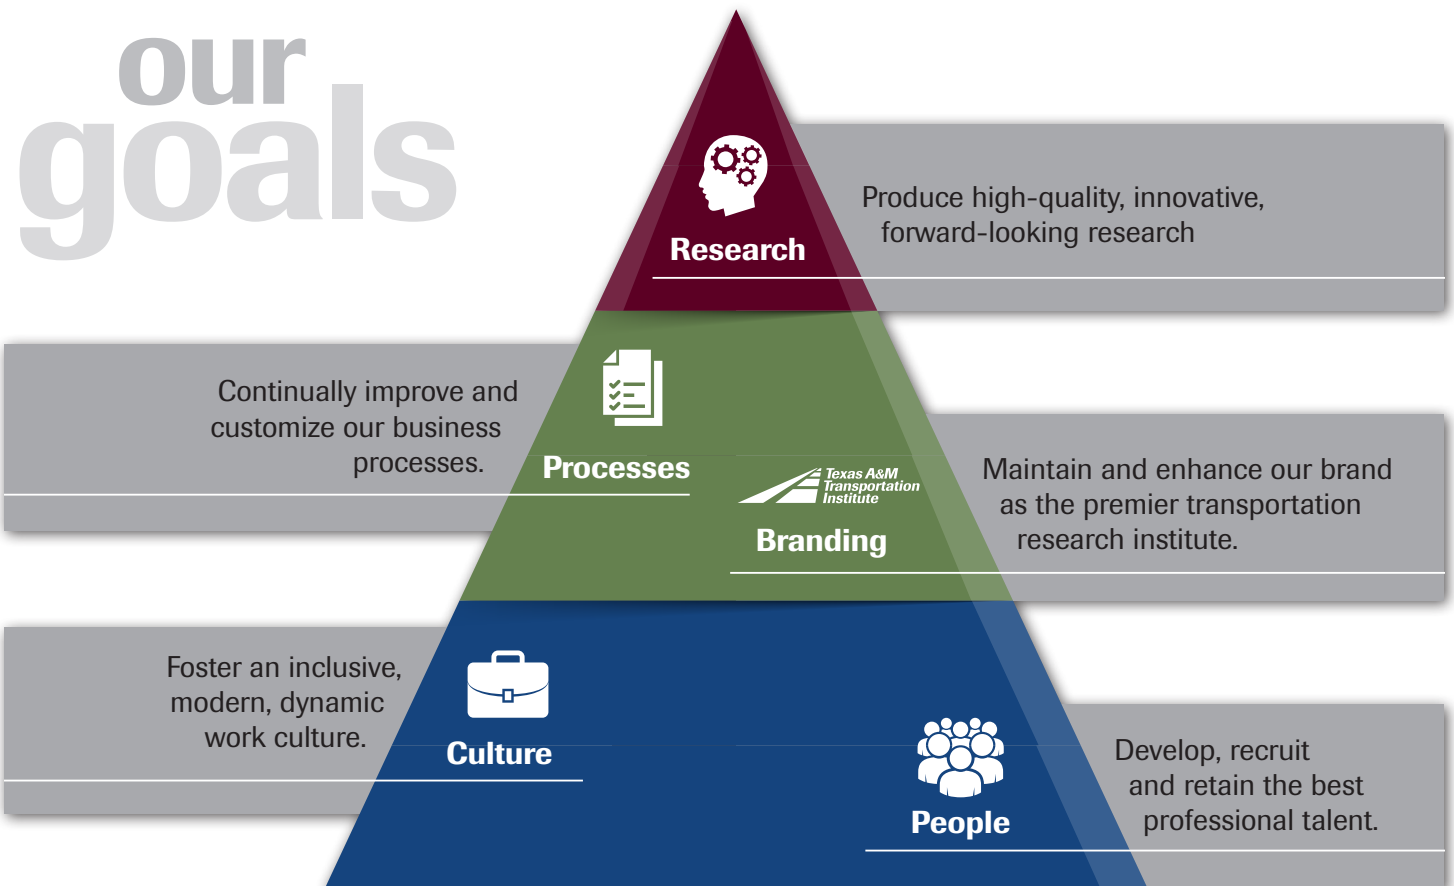 our
goals
Research
Produce high-quality, innovative,
forward-looking research
Continually improve and
customize our business
processes.
Processes
Texas A&M
Transportation
Institute
Branding
Maintain and enhance our brand
as the premier transportation
research institute.
Foster an inclusive,
modern, dynamic
work culture.
Culture
People
Develop, recruit
and retain the best
professional talent.